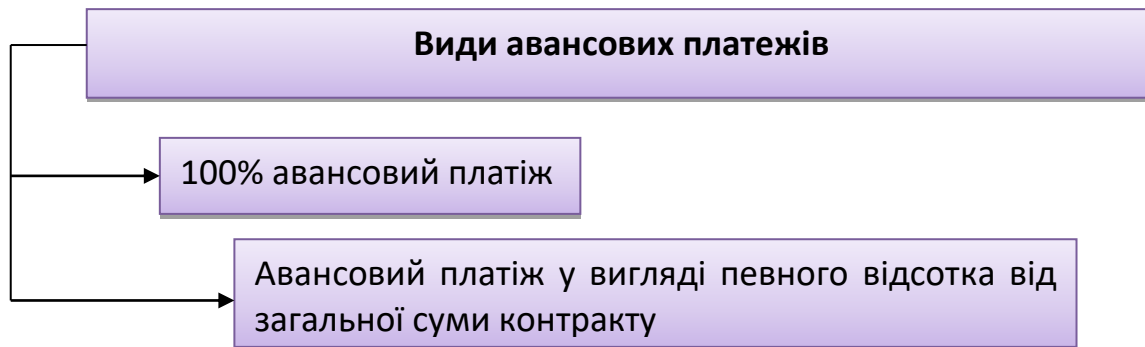 Види авансових платежів
100% авансовий платіж
Авансовий платіж у вигляді певного відсотка від
загальної суми контракту